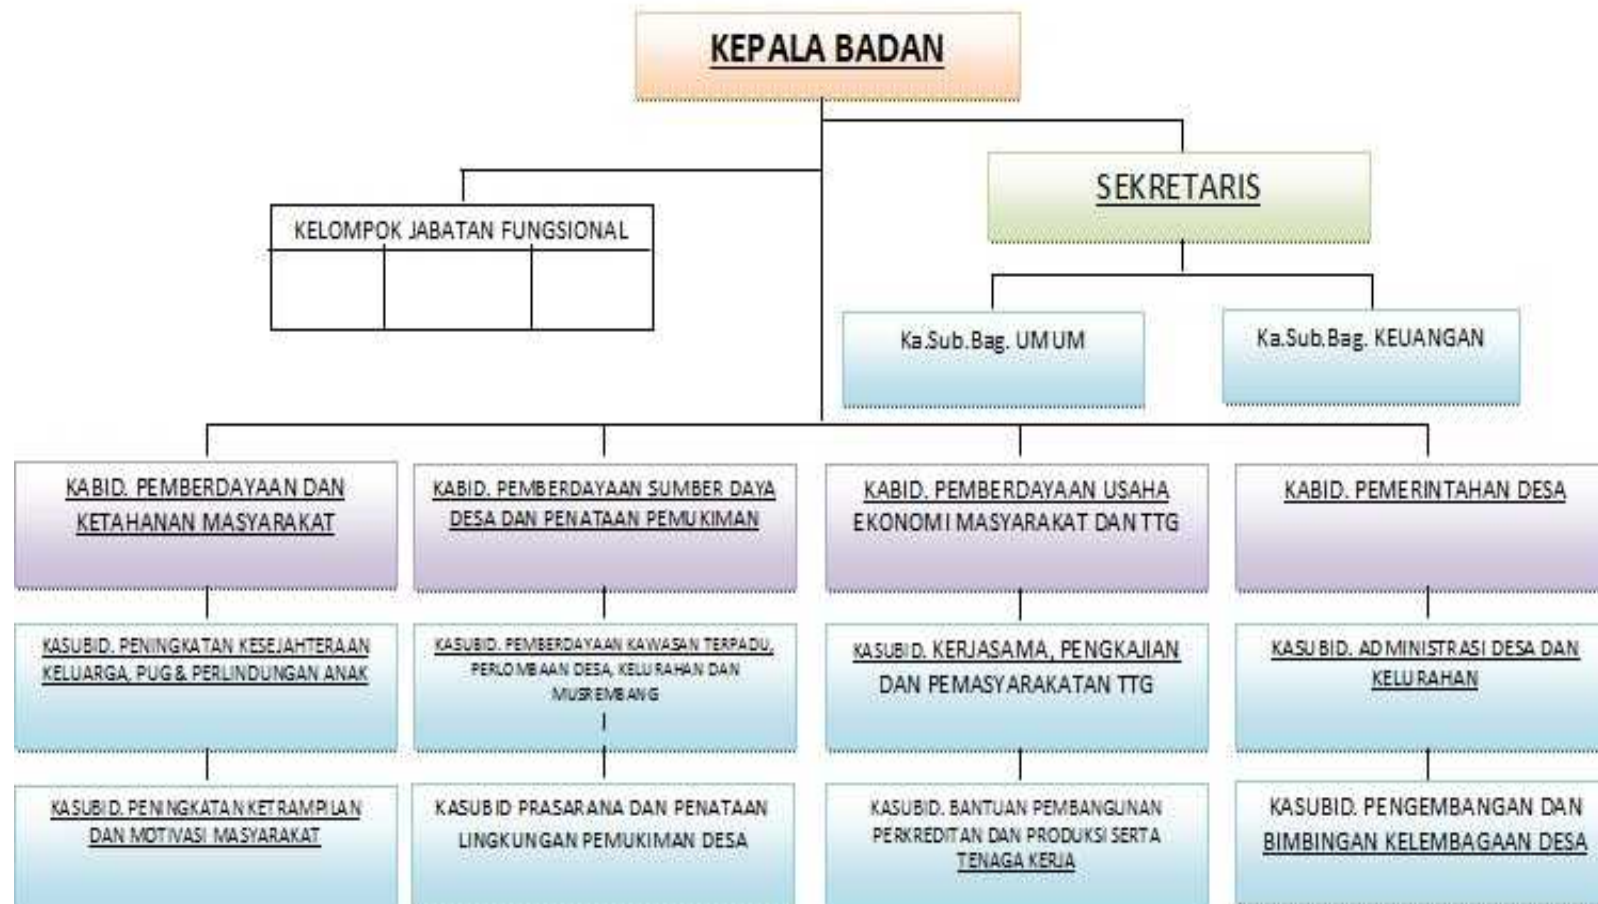 KEPALA BADAN
SEKRETARIS
KELOMPOK JABATAN FUNGSIONAL
Ka.Sub.Bag. UMUM
Ka.Sub.Bag. KEUANGAN
KABID. PEMBERDAYAAN DAN
KETAHANAN MASYARAKAT
KABID. PEMBERDAYAAN SUMBER DAYA
DESA DAN PENATAAN PEMUKIMAN
KABID. PEMBERDAYAAN USAHA
EKONOMI MASYARAKAT DAN TTG
KABID. PEMERINTAHAN DESA
KASUBID. PENINGKATAN KESEJAHTERAAN
KELUARGA, PUG & PERLINDUNGAN ANAK
KASUBID. PEMBERDAYAAN KAWASAN TERPADU,
PERLOMBAAN DESA, KELURAHAN DAN
MUSREMBANG
KASUBID. KERJASAMA, PENGKAJIAN
DAN PEMASYARAKATAN TTG
KASUBID. ADMINISTRASI DESA DAN
KELURAHAN
KASUBID. PENINGKATAN KETRAMPILAN
DAN MOTIVASI MASYARAKAT
KASUBID PRASARANA DAN PENATAAN
LINGKUNGAN PEMUKIMAN DESA
KASUBID. BANTUAN PEMBANGUNAN
PERKREDITAN DAN PRODUKSI SERTA
TENAGA KERJA
KASUBID. PENGEMBANGAN DAN
BIMBINGAN KELEMBAGAAN DESA